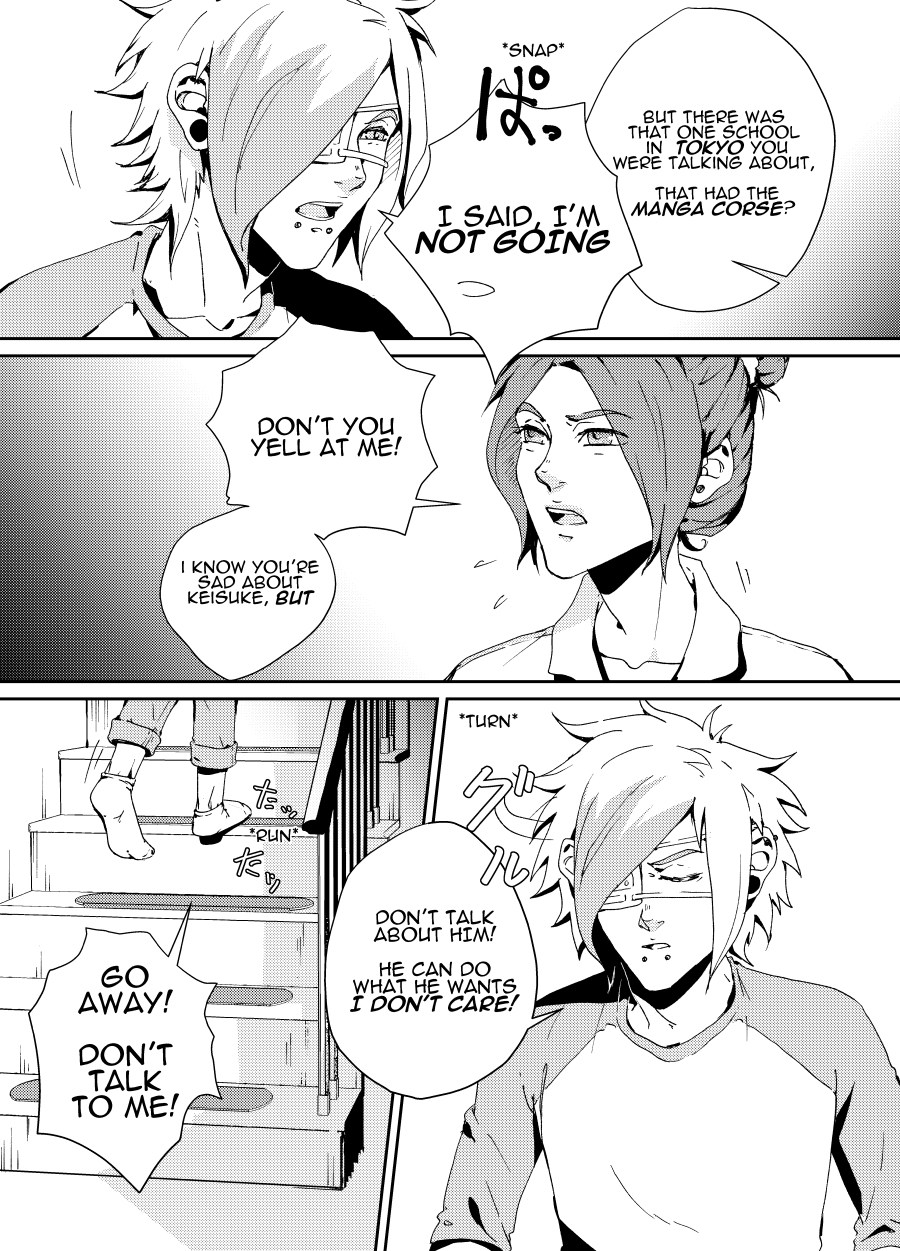 BUT THERE WAS
THAT ONE SCHOOL
IN TOKYO YOU
WERE TALKING ABOUT,
THAT HAD THE
MANGA CORSE?
*SNAP*
ぱっ
I SAID, I'M
NOT GOING
DON'T YOU
YELL AT ME!
I KNOW YOU'RE
SAD ABOUT
KEISUKE, BUT
*TURN*
グルッ
DON'T TALK
ABOUT HIM!
HE CAN DO
WHAT HE WANTS
I DON'T CARE!
タッ
*RUN*
タッ
GO
AWAY!
DON'T
TALK
TO ME!